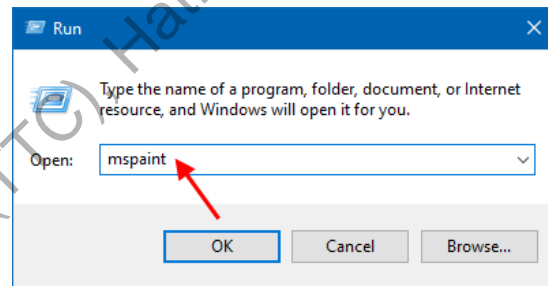 Run
Type the name of a program, folder, document, or Internet
resource, and Windows will open it for you.
Open: mspaint
OK Cancel Browse...